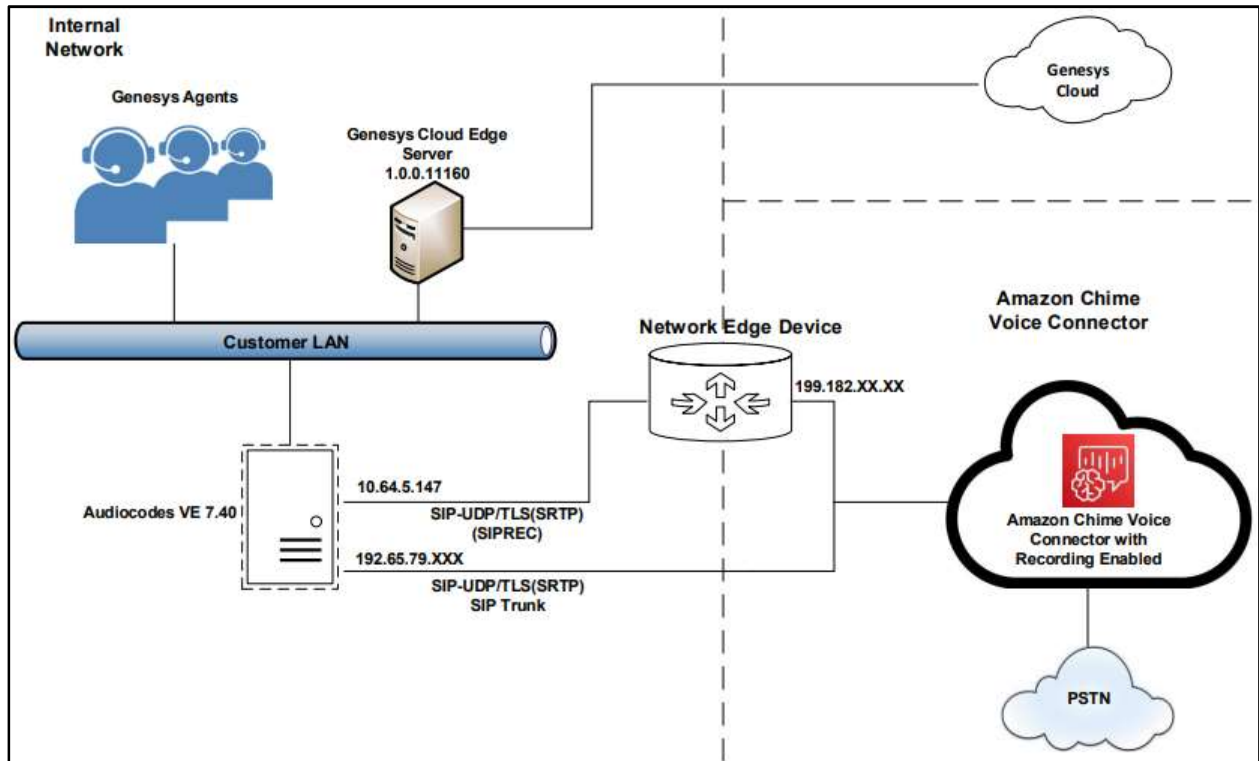 Internal
Network
Genesys Agents
Genesys Cloud Edge
Server
1.0.0.11160
Genesys
Cloud
Customer LAN
Network Edge Device
199.182.XX.XX
Amazon Chime
Voice Connector
Audiocodes VE 7.40
10.64.5.147
SIP-UDP/TLS(SRTP)
(SIPREC)
192.65.79.XXX
SIP-UDP/TLS(SRTP)
SIP Trunk
Amazon Chime Voice
Connector with
Recording Enabled
PSTN